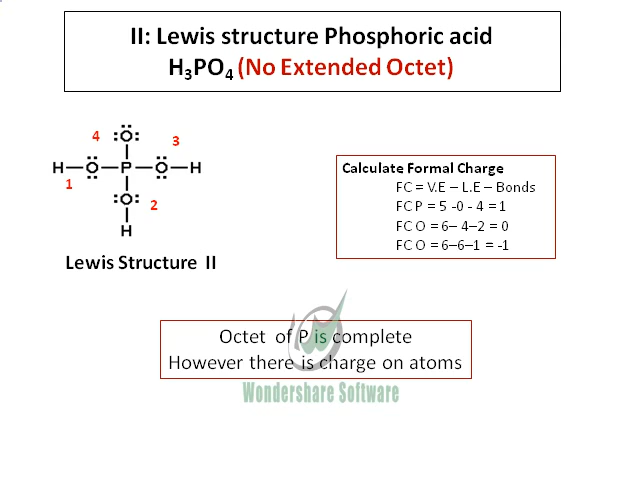 II: Lewis structure Phosphoric acid
H₃PO₄ (No Extended Octet)
4 :Ö: 3
H–Ö–P–Ö–H
1 :O: 2
H
Lewis Structure II
Calculate Formal Charge
FC = V.E – L.E – Bonds
FC P = 5 -0 - 4 = 1
FC O = 6– 4–2 = 0
FC O = 6–6–1 = -1
Octet of P is complete
However there is charge on atoms
Wondershare Software